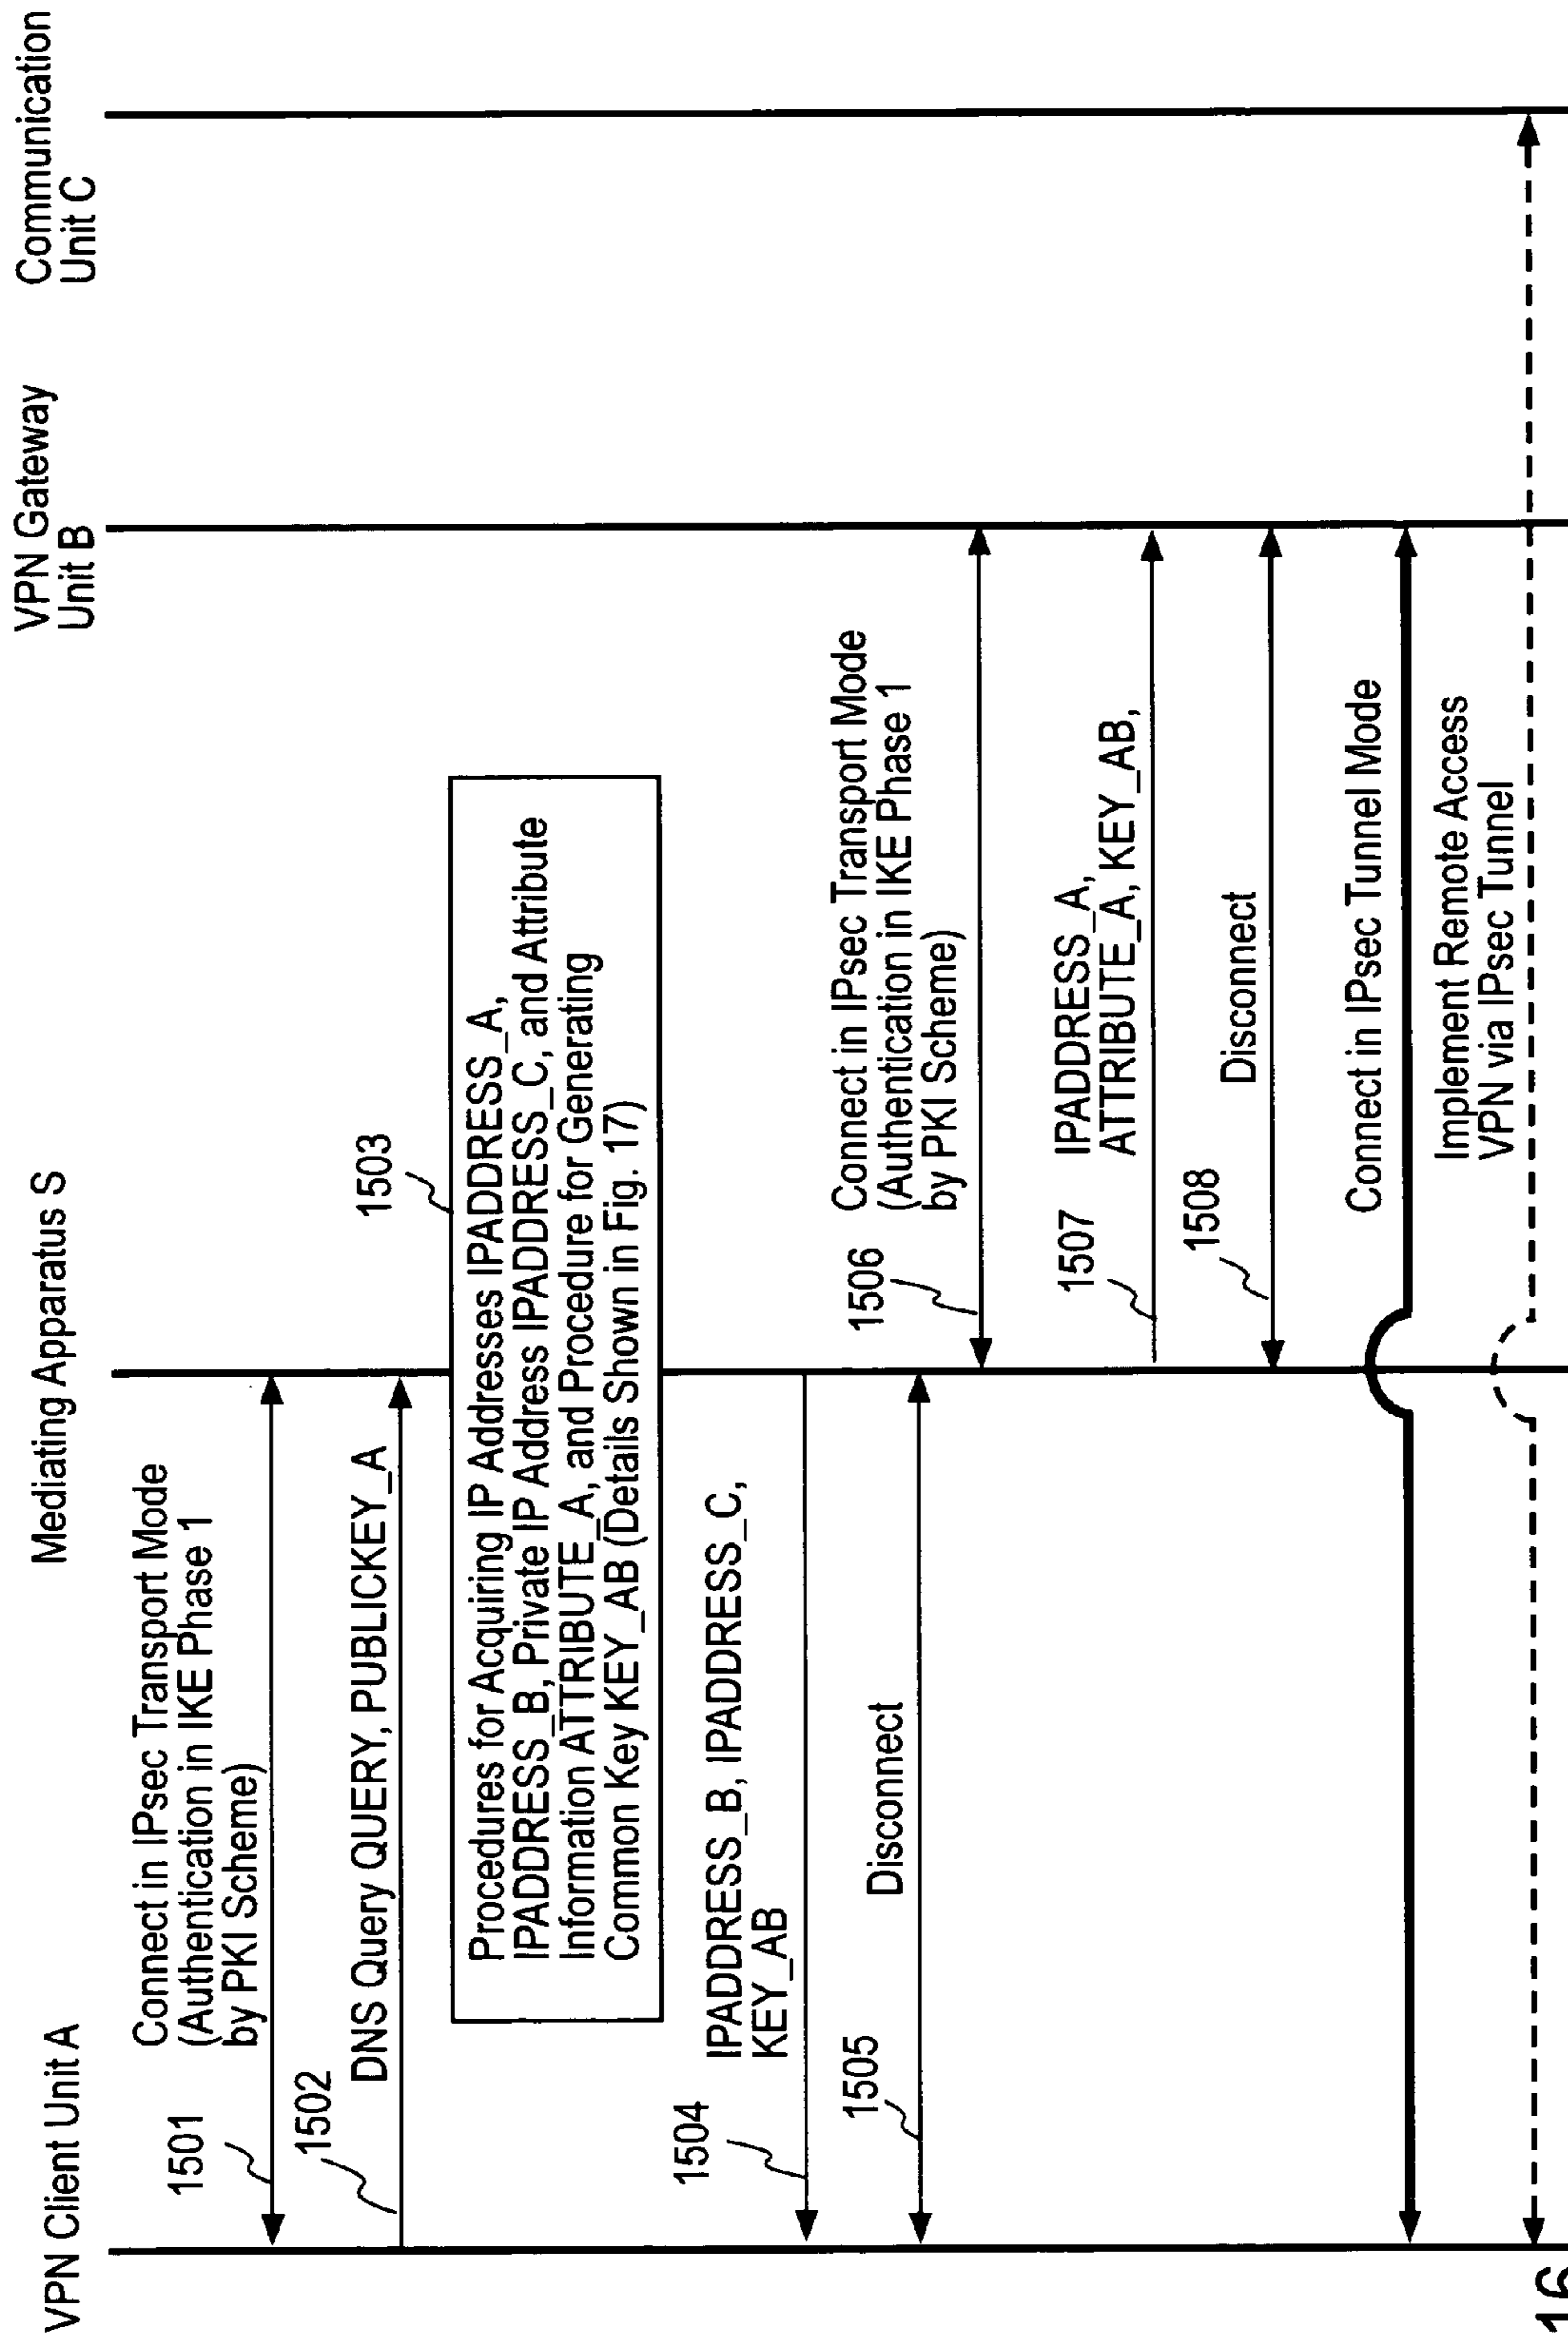 VPN Client Unit A
Mediating Apparatus S
VPN Gateway
Unit B
Communication
Unit C
1501
Connect in IPsec Transport Mode
(Authentication in IKE Phase 1
by PKI Scheme)
1502
DNS Query QUERY, PUBLICKEY_A
1503
Procedures for Acquiring IP Addresses IPADDRESS_A,
IPADDRESS_B, Private IP Address IPADDRESS_C, and Attribute
Information ATTRIBUTE_A, and Procedure for Generating
Common Key KEY_AB (Details Shown in Fig. 17)
1504
IPADDRESS_B, IPADDRESS_C,
KEY_AB
1505
Disconnect
1506
Connect in IPsec Transport Mode
(Authentication in IKE Phase 1
by PKI Scheme)
1507
IPADDRESS_A,
ATTRIBUTE_A, KEY_AB,
1508
Disconnect
Connect in IPsec Tunnel Mode
Implement Remote Access
VPN via IPsec Tunnel
16